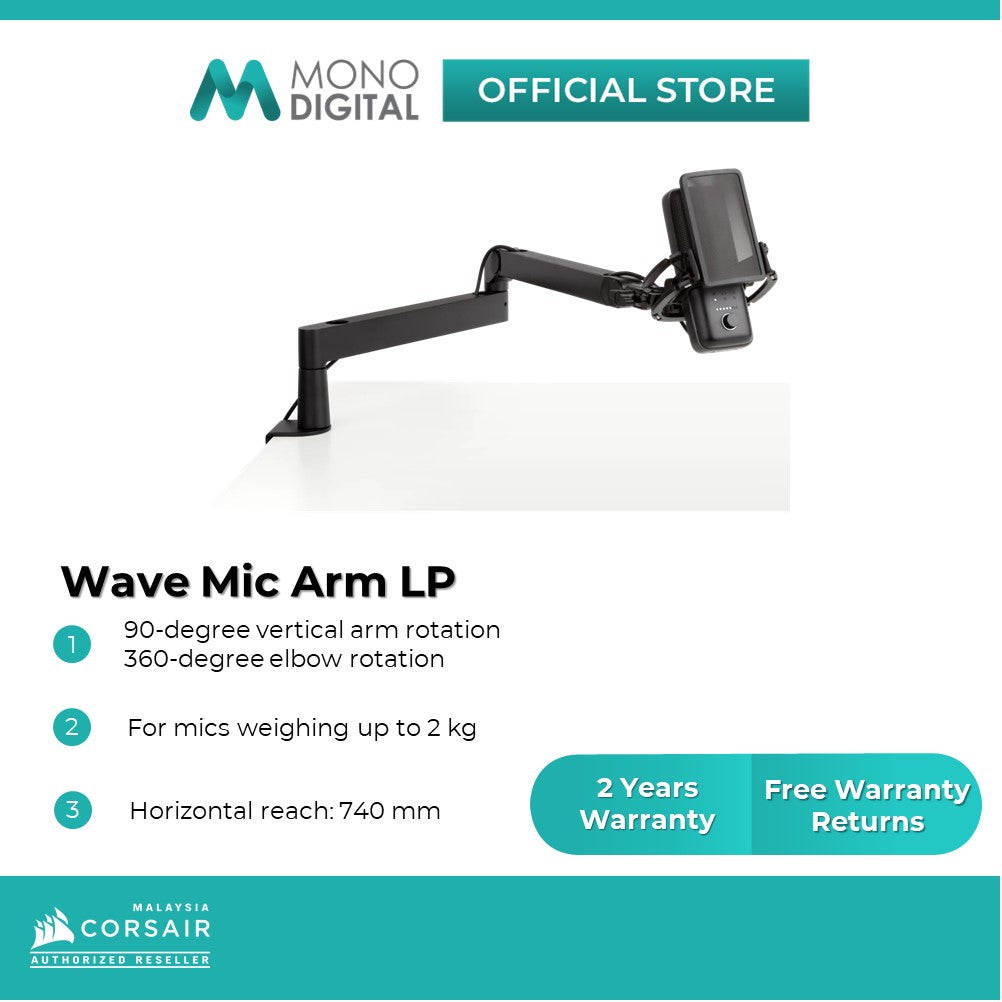 MONO
DIGITAL
OFFICIAL STORE
Wave Mic Arm LP
1
90-degree vertical arm rotation
360-degree elbow rotation
2
For mics weighing up to 2 kg
3
Horizontal reach: 740 mm
2 Years
Warranty
Free Warranty
Returns
MALAYSIA
CORSAIR
AUTHORIZED RESELLER